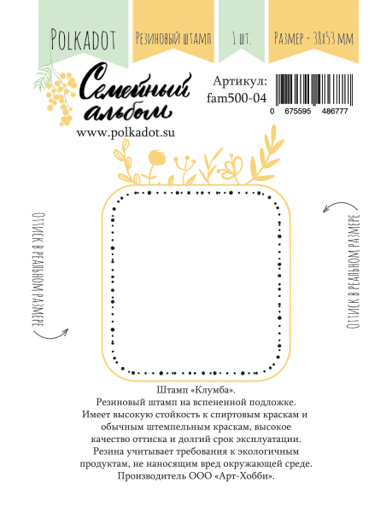 Polkadot
Резиновый штамп
1 шт.
Размер - 38х53 мм
Семейный
альбом
Артикул:
fam500-04
www.polkadot.su
0 675595 486777
Оттиск в реальном размере
Оттиск в реальном размере
Штамп «Клумба».
Резиновый штамп на вспененной подложке.
Имеет высокую стойкость к спиртовым краскам и
обычным штемпельным краскам, высокое
качество оттиска и долгий срок эксплуатации.
Резина учитывает требования к экологичным
продуктам, не наносящим вред окружающей среде.
Производитель ООО «Арт-Хобби».